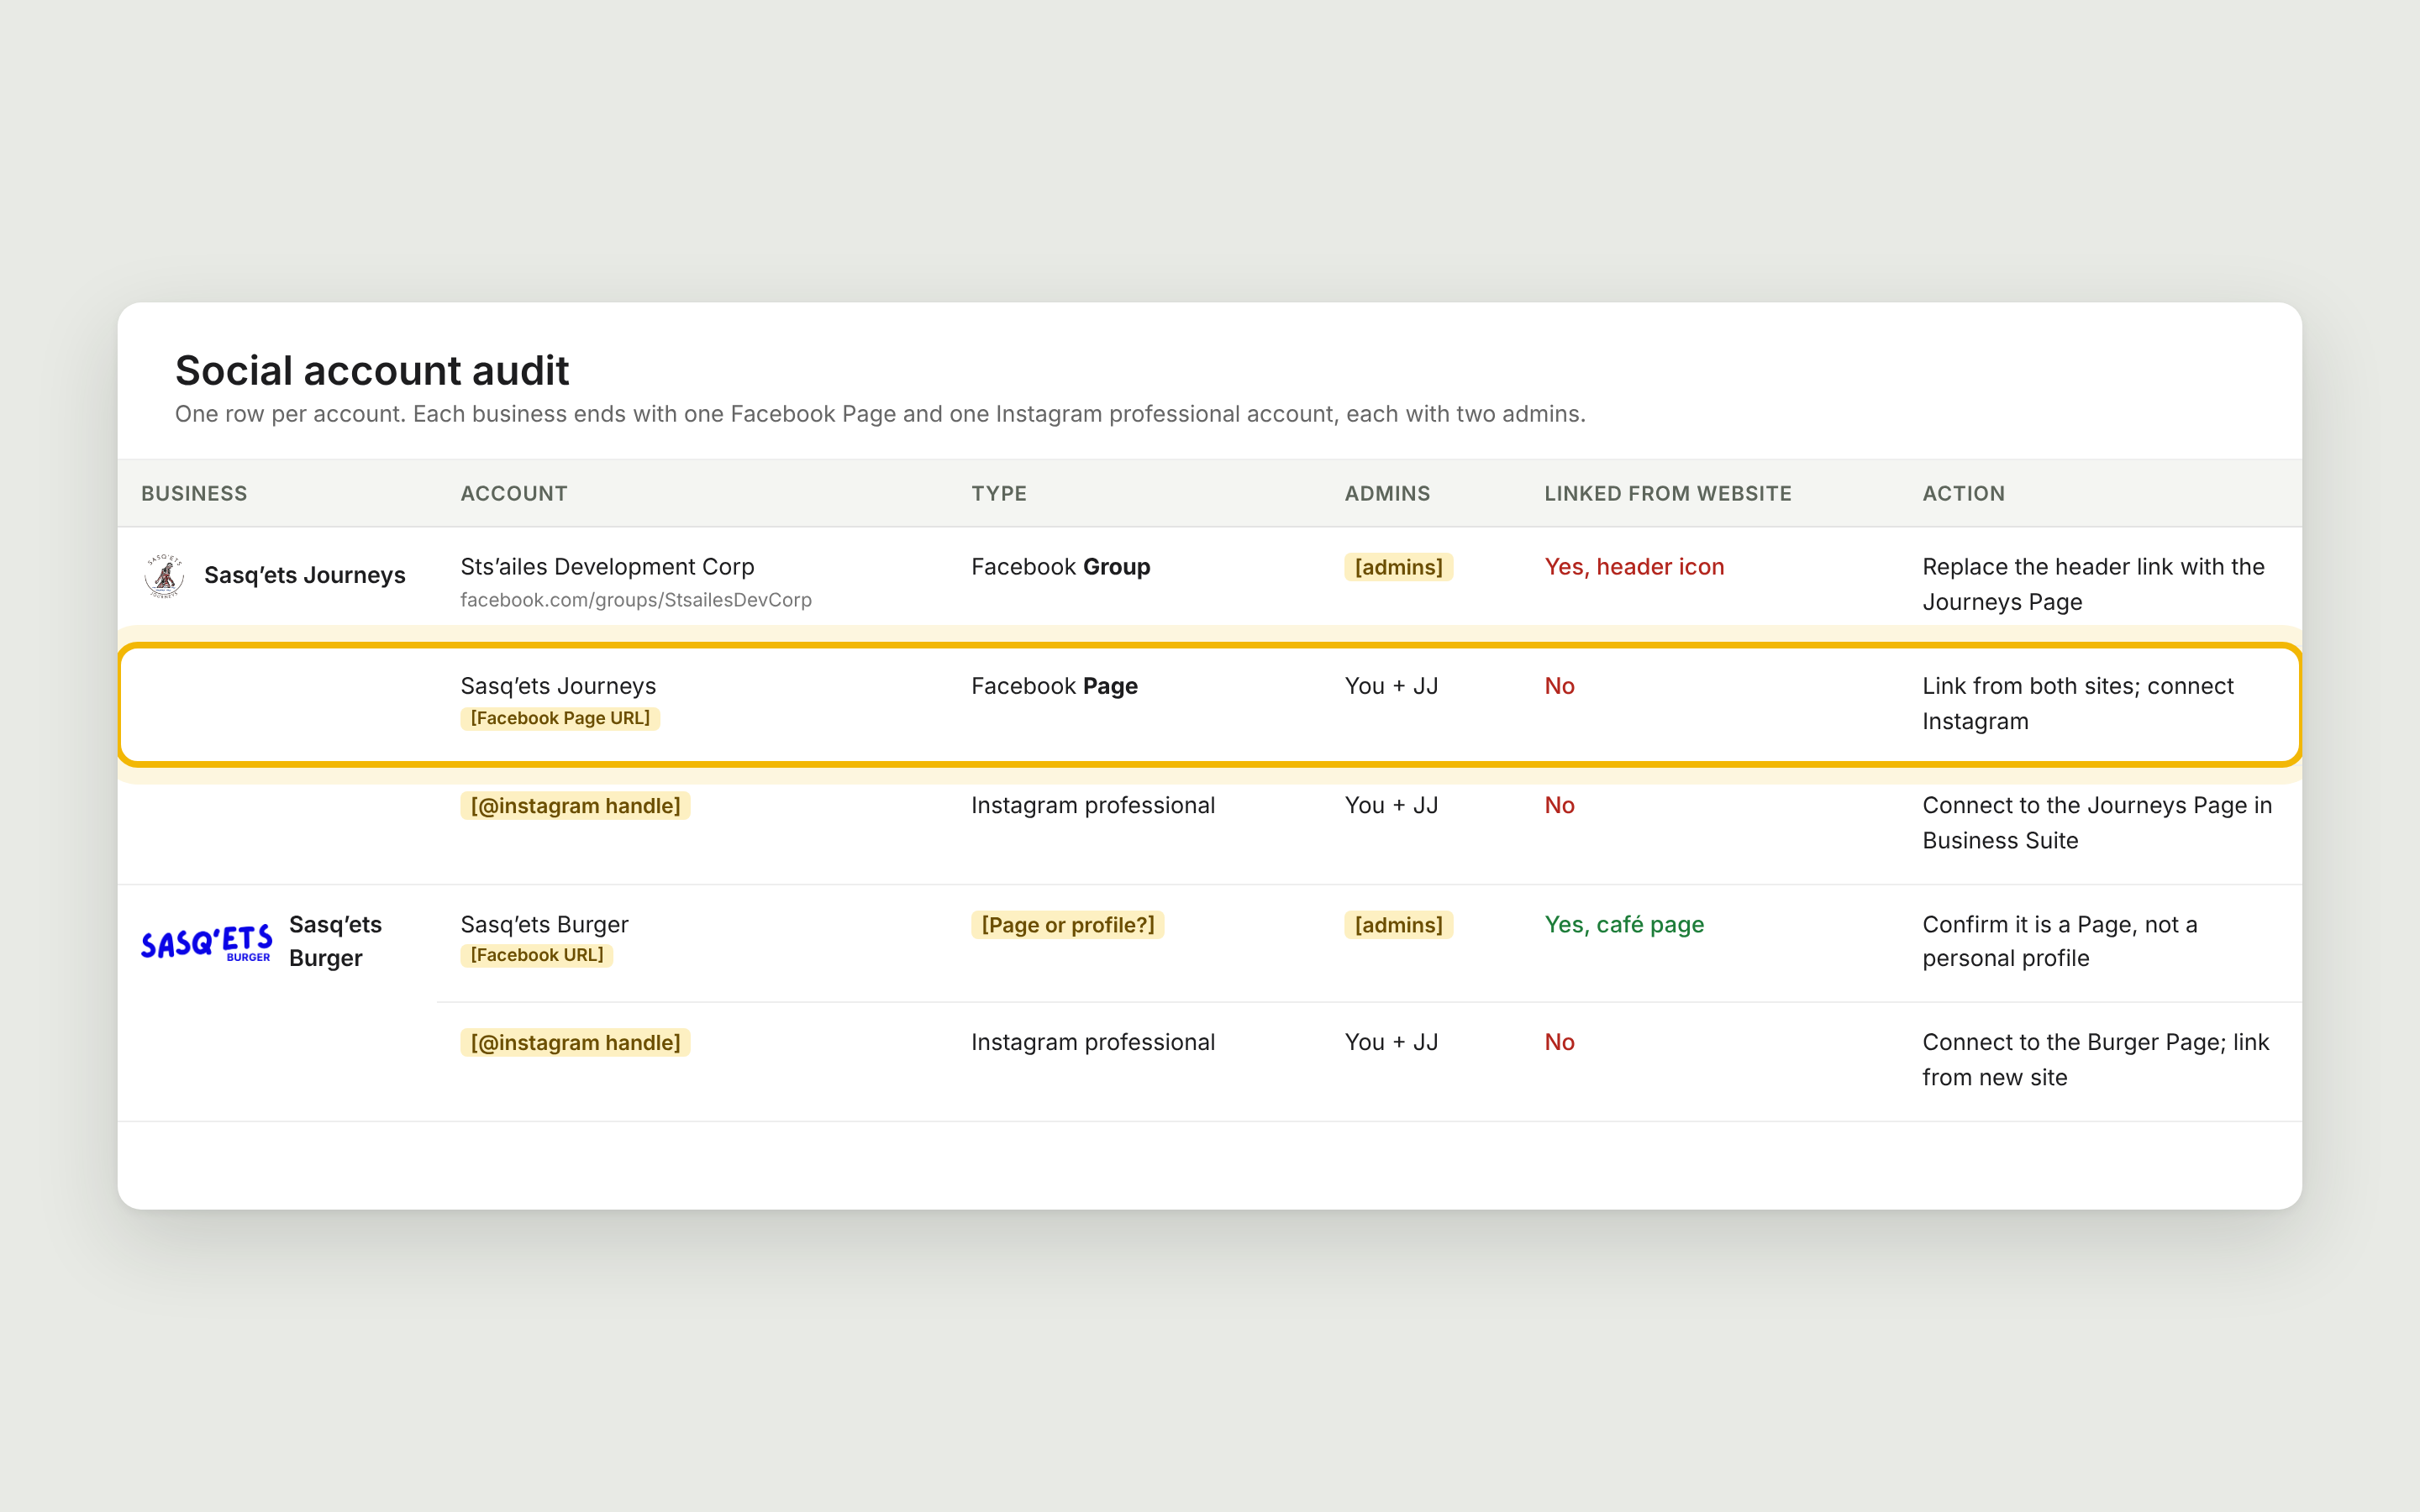 Social account audit
One row per account. Each business ends with one Facebook Page and one Instagram professional account, each with two admins.
BUSINESS ACCOUNT TYPE ADMINS LINKED FROM WEBSITE ACTION
SASQ'ETS
JOURNEYS
Sasq’ets Journeys
Sts’ailes Development Corp
facebook.com/groups/StsailesDevCorp
Facebook Group
[admins]
Yes, header icon
Replace the header link with the
Journeys Page
Sasq’ets Journeys
[Facebook Page URL]
Facebook Page
You + JJ
No
Link from both sites; connect
Instagram
[@instagram handle]
Instagram professional
You + JJ
No
Connect to the Journeys Page in
Business Suite
SASQ'ETS
BURGER
Sasq’ets
Burger
Sasq’ets Burger
[Facebook URL]
[Page or profile?]
[admins]
Yes, café page
Confirm it is a Page, not a
personal profile
[@instagram handle]
Instagram professional
You + JJ
No
Connect to the Burger Page; link
from new site